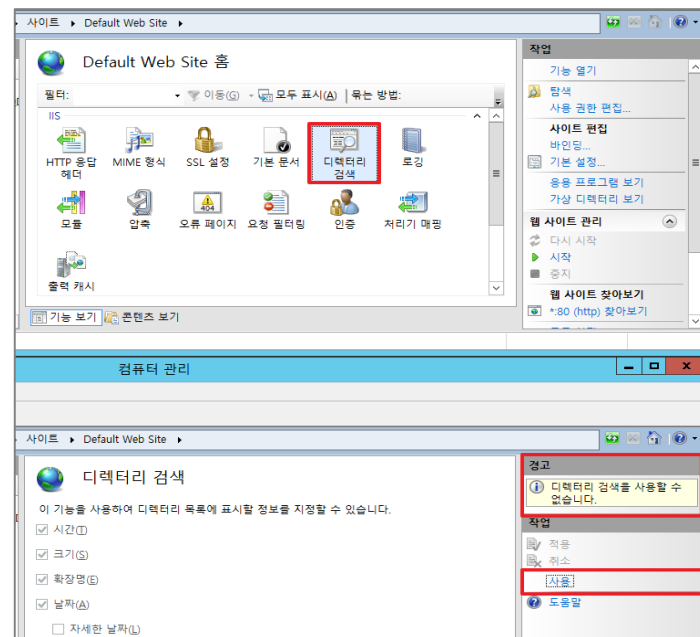 사이트 ▸ Default Web Site ▸
Default Web Site 홈
필터: 이동(G) 모두 표시(A) 묶는 방법:
IIS
HTTP 응답 헤더
MIME 형식
SSL 설정
기본 문서
디렉터리 검색
로깅
모듈
압축
404
오류 페이지
요청 필터링
인증
처리기 매핑
출력 캐시
기능 보기 콘텐츠 보기
작업
기능 열기
탐색
사용 권한 편집...
사이트 편집
바인딩...
기본 설정...
응용 프로그램 보기
가상 디렉터리 보기
웹 사이트 관리
다시 시작
시작
중지
웹 사이트 찾아보기
*:80 (http) 찾아보기
컴퓨터 관리
사이트 ▸ Default Web Site ▸
디렉터리 검색
이 기능을 사용하여 디렉터리 목록에 표시할 정보를 지정할 수 있습니다.
시간(T)
크기(S)
확장명(E)
날짜(A)
자세한 날짜(L)
경고
디렉터리 검색을 사용할 수
없습니다.
작업
적용
취소
사용
도움말